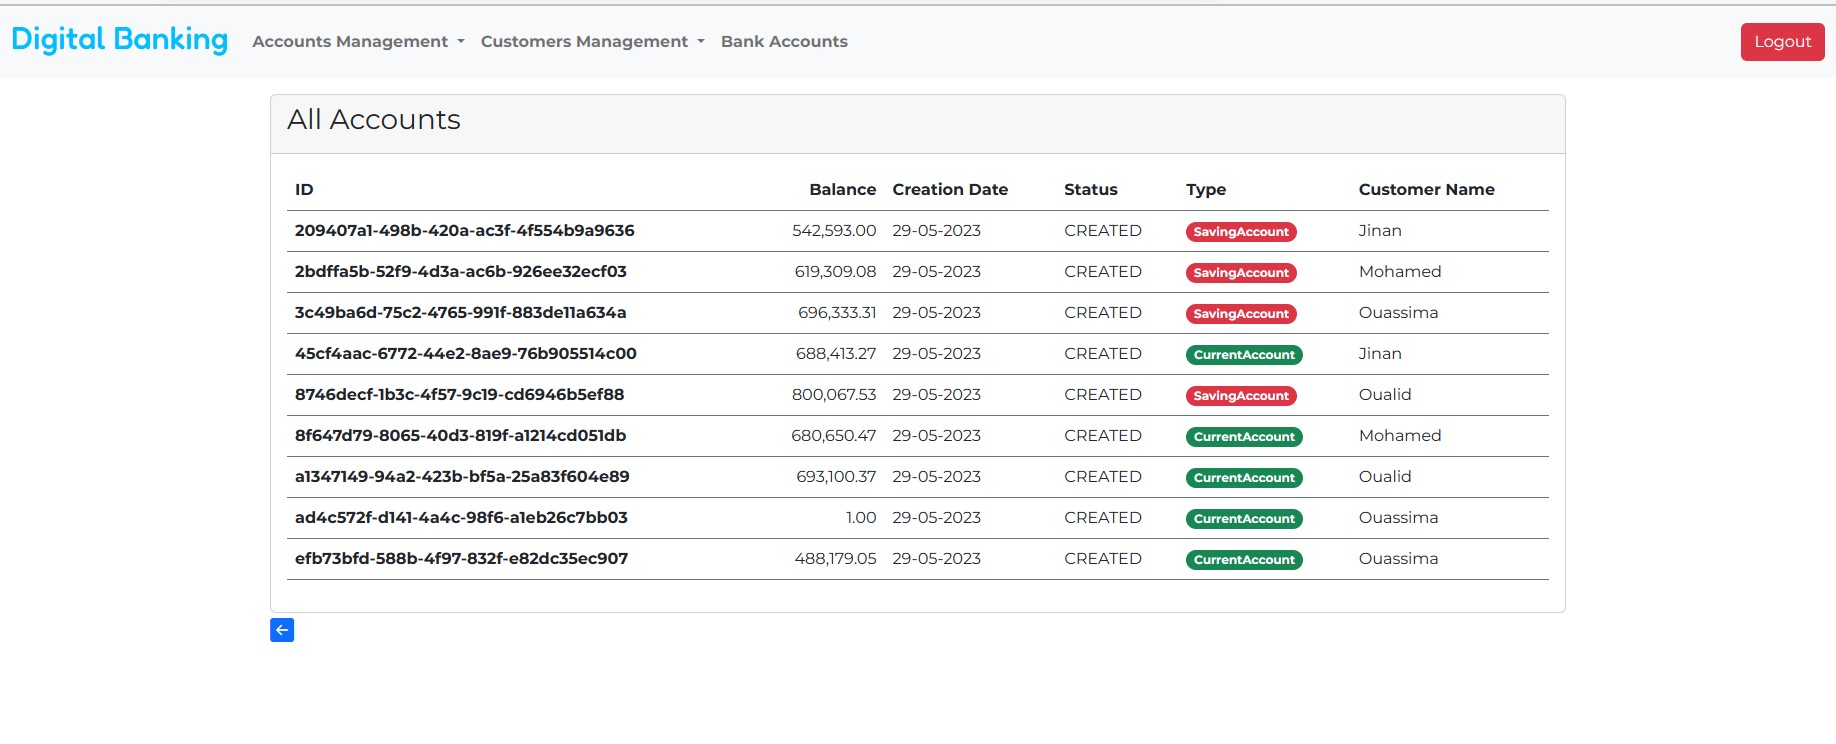 Digital Banking Accounts Management Customers Management Bank Accounts Logout
All Accounts
ID Balance Creation Date Status Type Customer Name
209407a1-498b-420a-ac3f-4f554b9a9636 542,593.00 29-05-2023 CREATED SavingAccount Jinan
2bdffa5b-52f9-4d3a-ac6b-926ee32ecf03 619,309.08 29-05-2023 CREATED SavingAccount Mohamed
3c49ba6d-75c2-4765-991f-883de11a634a 696,333.31 29-05-2023 CREATED SavingAccount Ouassima
45cf4aac-6772-44e2-8ae9-76b905514c00 688,413.27 29-05-2023 CREATED CurrentAccount Jinan
8746decf-1b3c-4f57-9c19-cd6946b5ef88 800,067.53 29-05-2023 CREATED SavingAccount Oualid
8f647d79-8065-40d3-819f-a1214cd051db 680,650.47 29-05-2023 CREATED CurrentAccount Mohamed
a1347149-94a2-423b-bf5a-25a83f604e89 693,100.37 29-05-2023 CREATED CurrentAccount Oualid
ad4c572f-d141-4a4c-98f6-a1eb26c7bb03 1.00 29-05-2023 CREATED CurrentAccount Ouassima
efb73bfd-588b-4f97-832f-e82dc35ec907 488,179.05 29-05-2023 CREATED CurrentAccount Ouassima